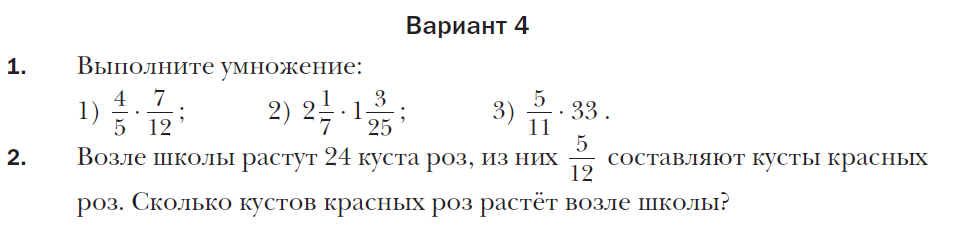 Вариант 4
1. Выполните умножение:
1) 4/5 · 7/12; 2) 2 1/7 · 1 3/25; 3) 5/11 · 33.
2. Возле школы растут 24 куста роз, из них 5/12 составляют кусты красных
роз. Сколько кустов красных роз растёт возле школы?